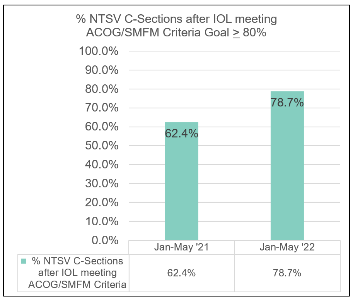 % NTSV C-Sections after IOL meeting
ACOG/SMFM Criteria Goal ≥ 80%
100.0%
90.0%
80.0%
70.0%
60.0%
50.0%
40.0%
30.0%
20.0%
10.0%
0.0%
62.4%
78.7%
Jan-May '21 Jan-May '22
% NTSV C-Sections
after IOL meeting
ACOG/SMFM Criteria
62.4% 78.7%